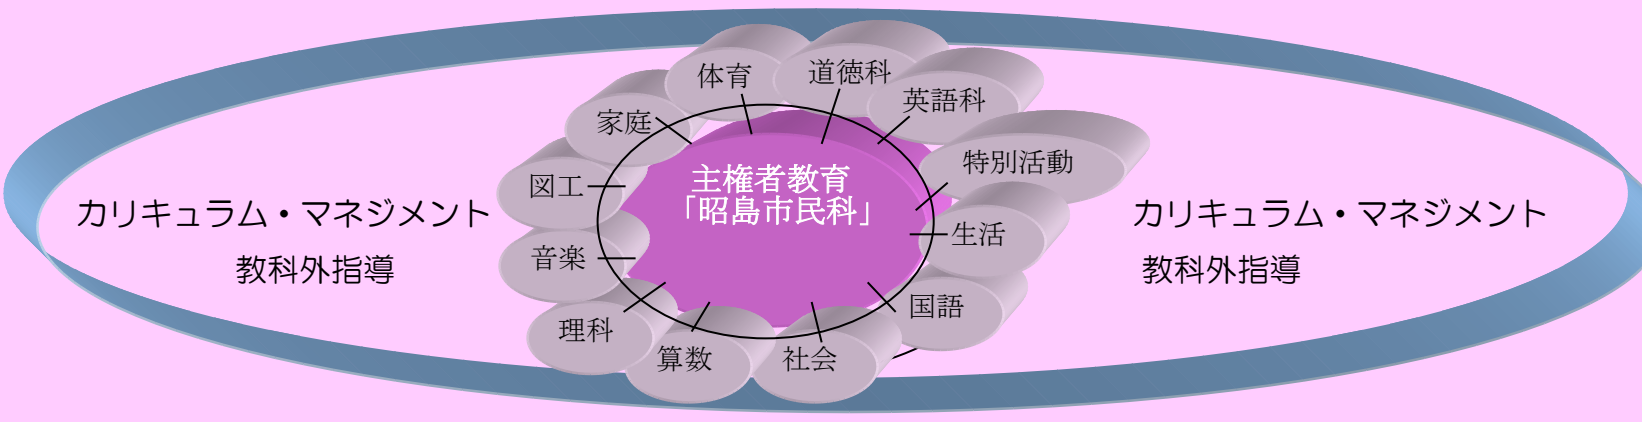 体育
道徳科
英語科
家庭
特別活動
図工
主権者教育
「昭島市民科」
カリキュラム・マネジメント
教科外指導
カリキュラム・マネジメント
教科外指導
生活
音楽
国語
理科
算数
社会